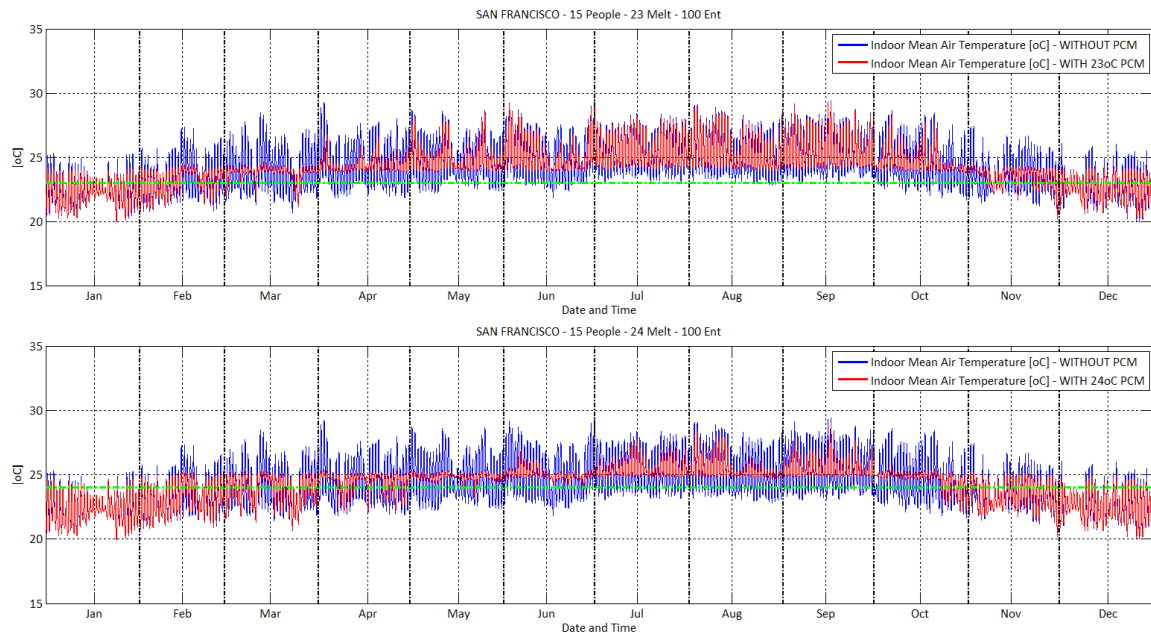 SAN FRANCISCO - 15 People - 23 Melt - 100 Ent
35
Indoor Mean Air Temperature [oC] - WITHOUT PCM
Indoor Mean Air Temperature [oC] - WITH 23oC PCM
30
25
[oC]
20
15
Jan Feb Mar Apr May Jun Jul Aug Sep Oct Nov Dec
Date and Time
SAN FRANCISCO - 15 People - 24 Melt - 100 Ent
35
Indoor Mean Air Temperature [oC] - WITHOUT PCM
Indoor Mean Air Temperature [oC] - WITH 24oC PCM
30
25
[oC]
20
15
Jan Feb Mar Apr May Jun Jul Aug Sep Oct Nov Dec
Date and Time